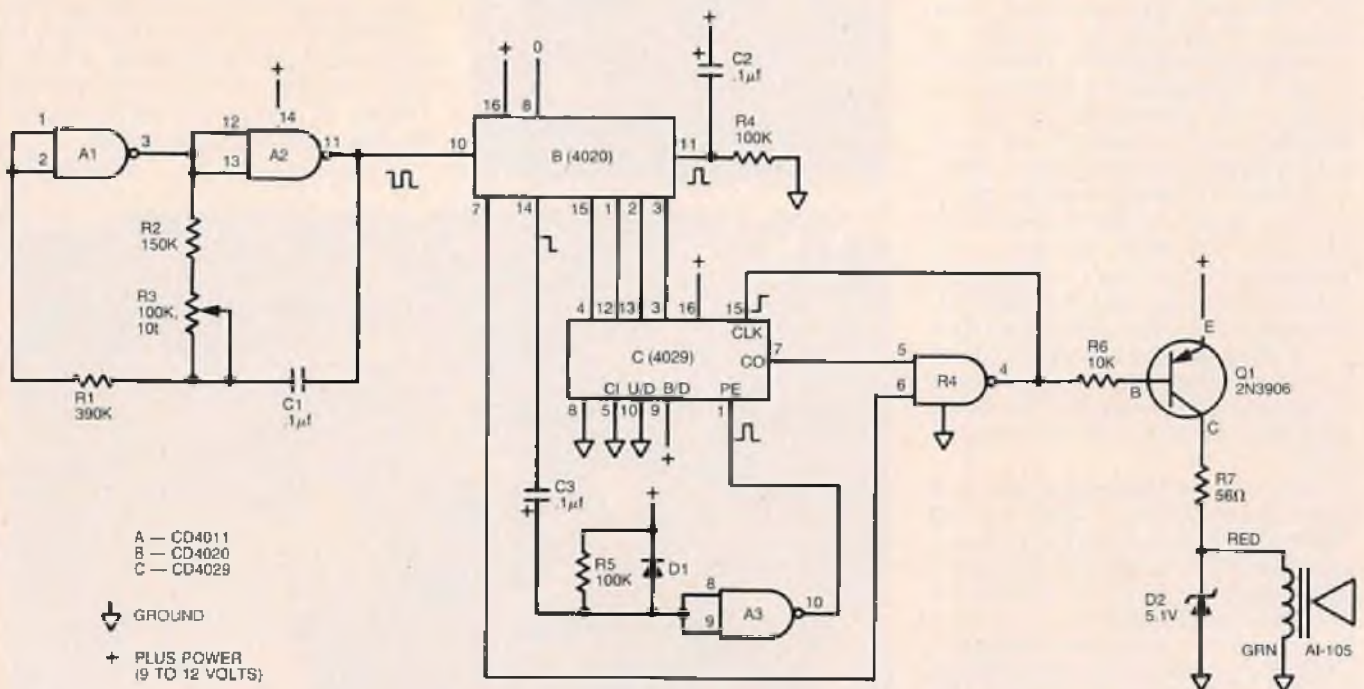 + 0 + C2 .1µf
+ 16 8 R4 100K
1 2 A1 3 12 13 A2 14 11 10 B (4020) 11
7 14 15 1 2 3
R2 150K
R3 100K, 10t
R1 390K
C1 .1µf
+
4 12 13 3 16 15 CLK
C (4029) CO 7
CI U/D B/D PE
8 5 10 9 1
+
5 6 R4 4
R6 10K
+
E B C
Q1 2N3906
R7 56Ω
RED
D2 5.1V
GRN AI-105
C3 .1µf
+
+
R5 100K
D1
8 9 A3 10
A — CD4011
B — CD4020
C — CD4029
GROUND
+ PLUS POWER
(9 TO 12 VOLTS)